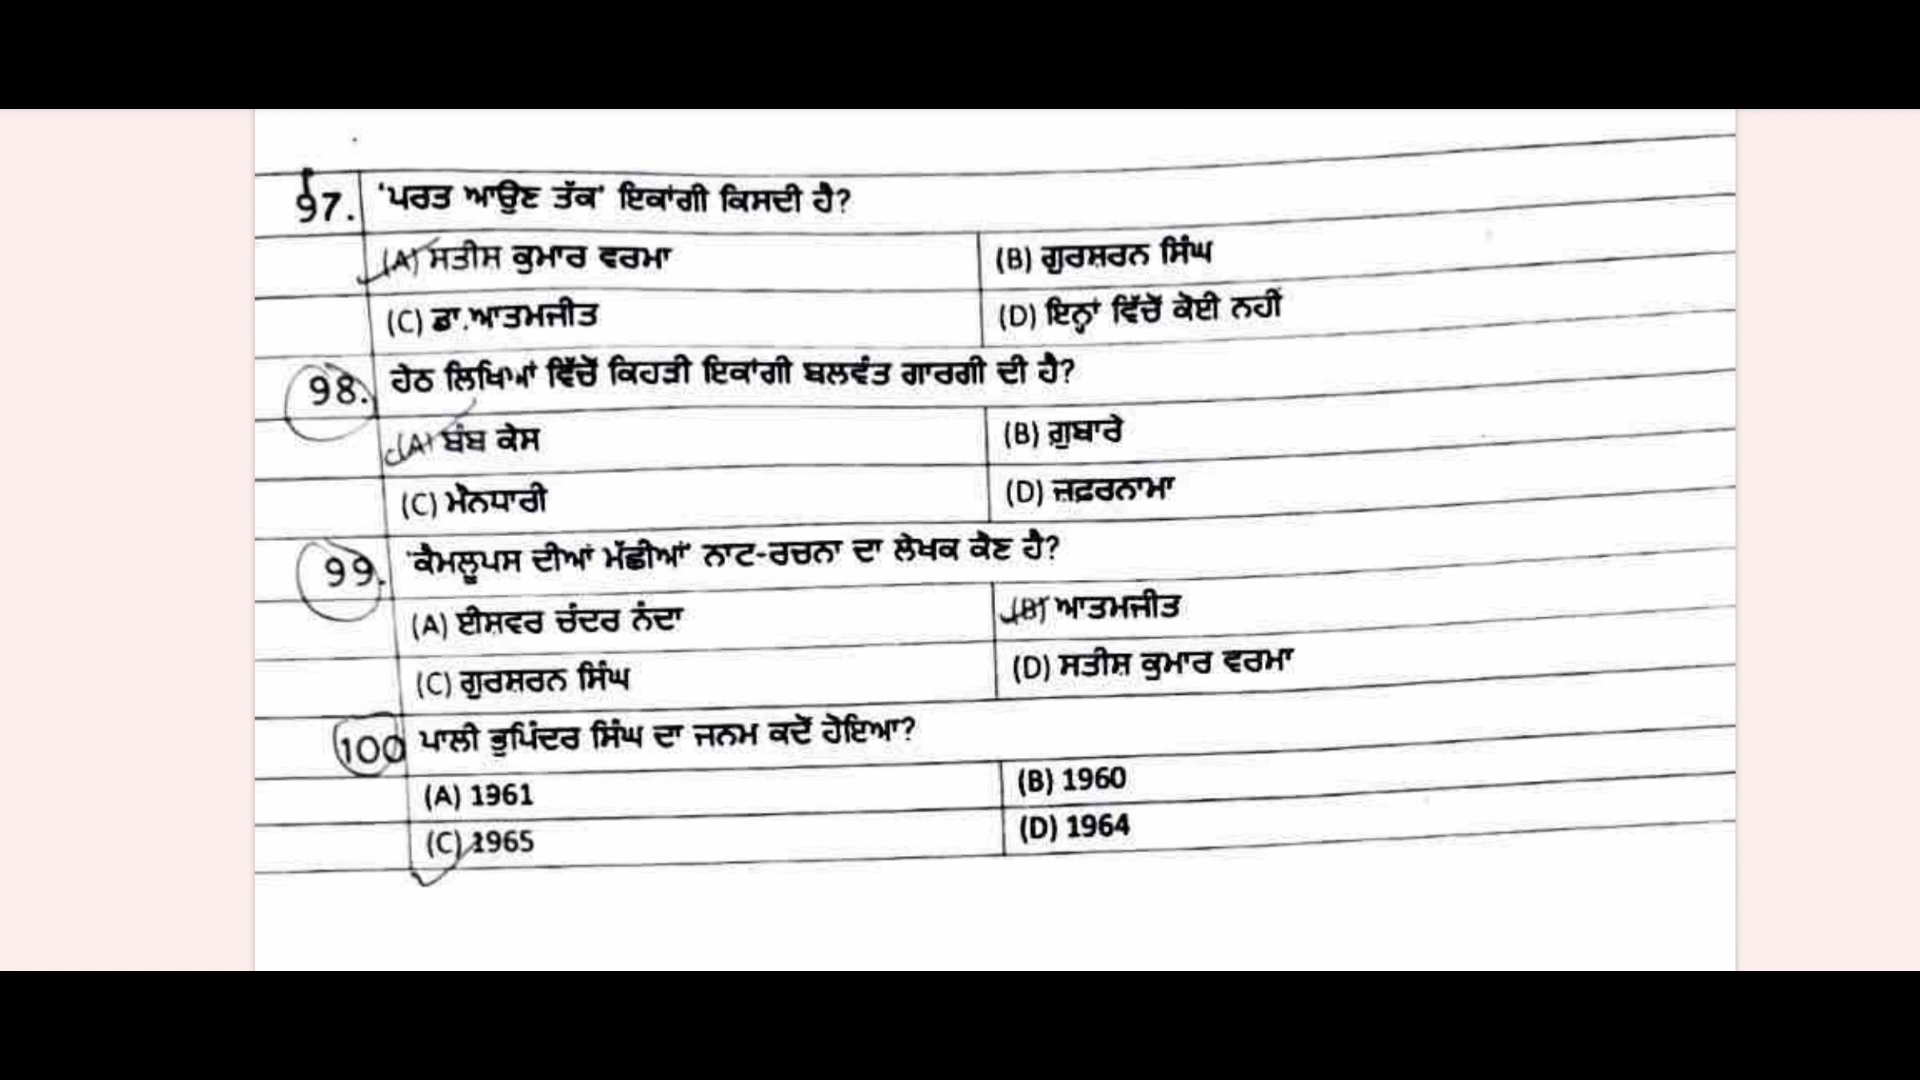 97. 'ਪਰਤ ਆਉਣ ਤੱਕ' ਇਕਾਂਗੀ ਕਿਸਦੀ ਹੈ?
(A) ਸਤੀਸ ਕੁਮਾਰ ਵਰਮਾ (B) ਗੁਰਸ਼ਰਨ ਸਿੰਘ
(C) ਡਾ.ਆਤਮਜੀਤ (D) ਇਨ੍ਹਾਂ ਵਿੱਚੋਂ ਕੋਈ ਨਹੀਂ
98. ਹੇਠ ਲਿਖਿਆਂ ਵਿੱਚੋਂ ਕਿਹੜੀ ਇਕਾਂਗੀ ਬਲਵੰਤ ਗਾਰਗੀ ਦੀ ਹੈ?
(A) ਬੰਬ ਕੇਸ (B) ਗ਼ੁਬਾਰੇ
(C) ਮੌਨਧਾਰੀ (D) ਜ਼ਫ਼ਰਨਾਮਾ
99. 'ਕੈਮਲੂਪਸ ਦੀਆਂ ਮੱਛੀਆਂ' ਨਾਟ-ਰਚਨਾ ਦਾ ਲੇਖਕ ਕੌਣ ਹੈ?
(A) ਈਸ਼ਵਰ ਚੰਦਰ ਨੰਦਾ (B) ਆਤਮਜੀਤ
(C) ਗੁਰਸ਼ਰਨ ਸਿੰਘ (D) ਸਤੀਸ਼ ਕੁਮਾਰ ਵਰਮਾ
100 ਪਾਲੀ ਭੁਪਿੰਦਰ ਸਿੰਘ ਦਾ ਜਨਮ ਕਦੋਂ ਹੋਇਆ?
(A) 1961 (B) 1960
(C) 1965 (D) 1964